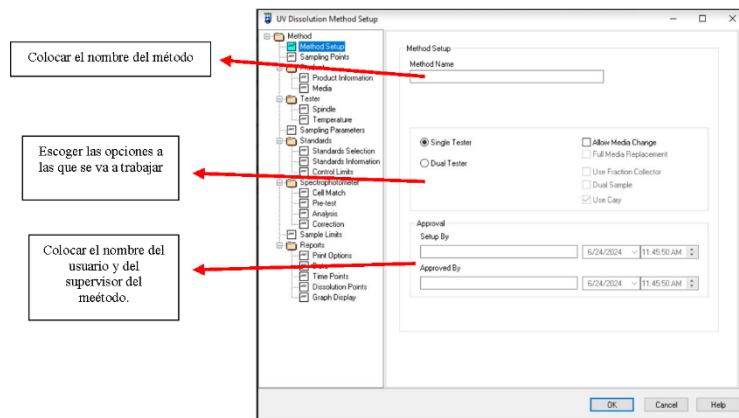 UV Dissolution Method Setup
Colocar el nombre del método
Escoger las opciones a
las que se va a trabajar
Colocar el nombre del
usuario y del
supervisor del
meétodo.
Method
Method Setup
Sampling Points
Product Information
Media
Tester
Spindle
Temperature
Sampling Parameters
Standards
Standards Selection
Standards Information
Control Limits
Spectrophotometer
Cell Match
Pre-test
Analysis
Correction
Sample Limits
Reports
Print Options
Time Points
Dissolution Points
Graph Display
Method Setup
Method Name
Single Tester
Dual Tester
Allow Media Change
Full Media Replacement
Use Fraction Collector
Dual Sample
Use Cary
Approval
Setup By
6/24/2024 11:45:50 AM
Approved By
6/24/2024 11:45:50 AM
OK Cancel Help